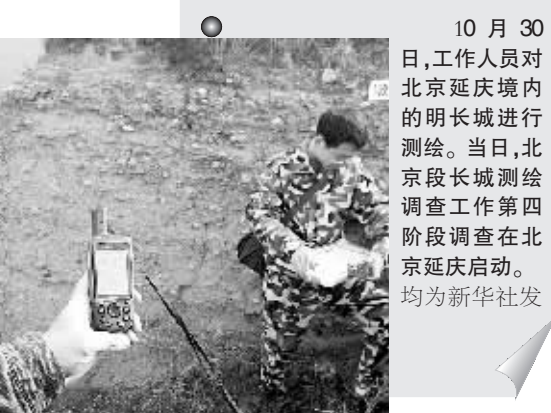 10 月 30
日,工作人员对
北京延庆境内
的明长城进行
测绘。当日,北
京段长城测绘
调查工作第四
阶段调查在北
京延庆启动。
均为新华社发